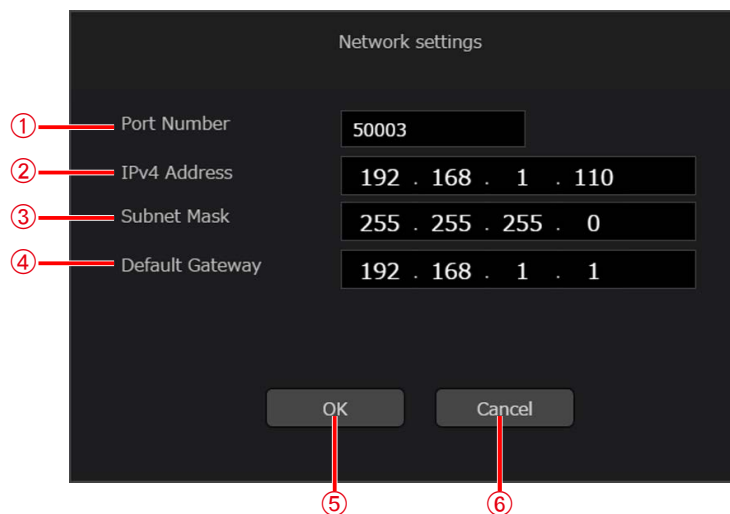 Network settings
① Port Number 50003
② IPv4 Address 192 . 168 . 1 . 110
③ Subnet Mask 255 . 255 . 255 . 0
④ Default Gateway 192 . 168 . 1 . 1
OK Cancel
⑤ ⑥